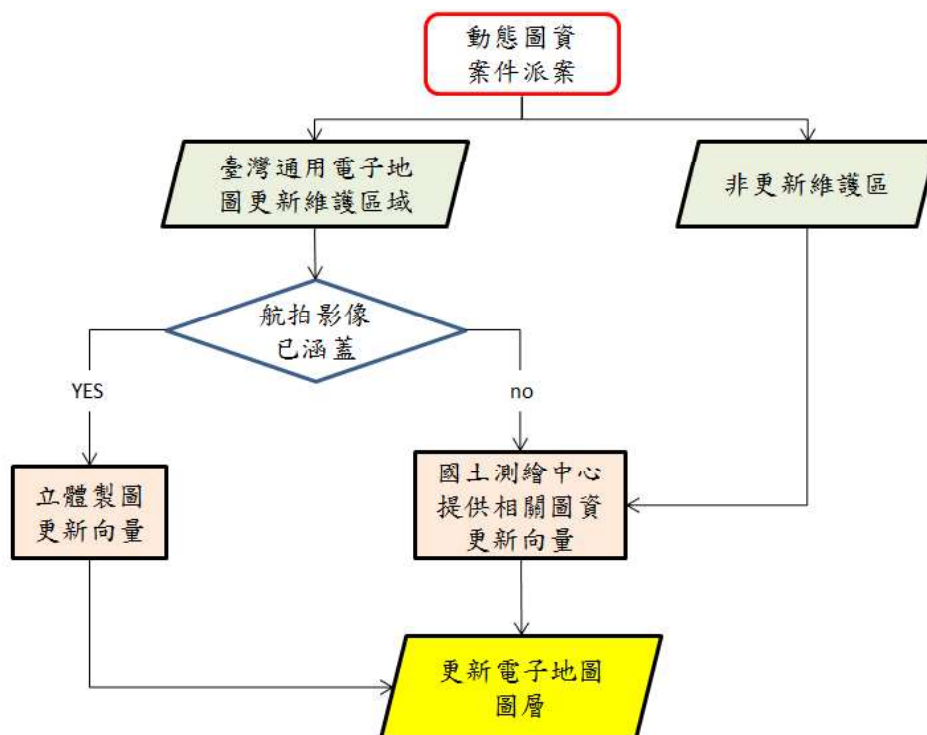 動態圖資
案件派案
臺灣通用電子地
圖更新維護區域
非更新維護區
航拍影像
已涵蓋
YES
no
立體製圖
更新向量
國土測繪中心
提供相關圖資
更新向量
更新電子地圖
圖層